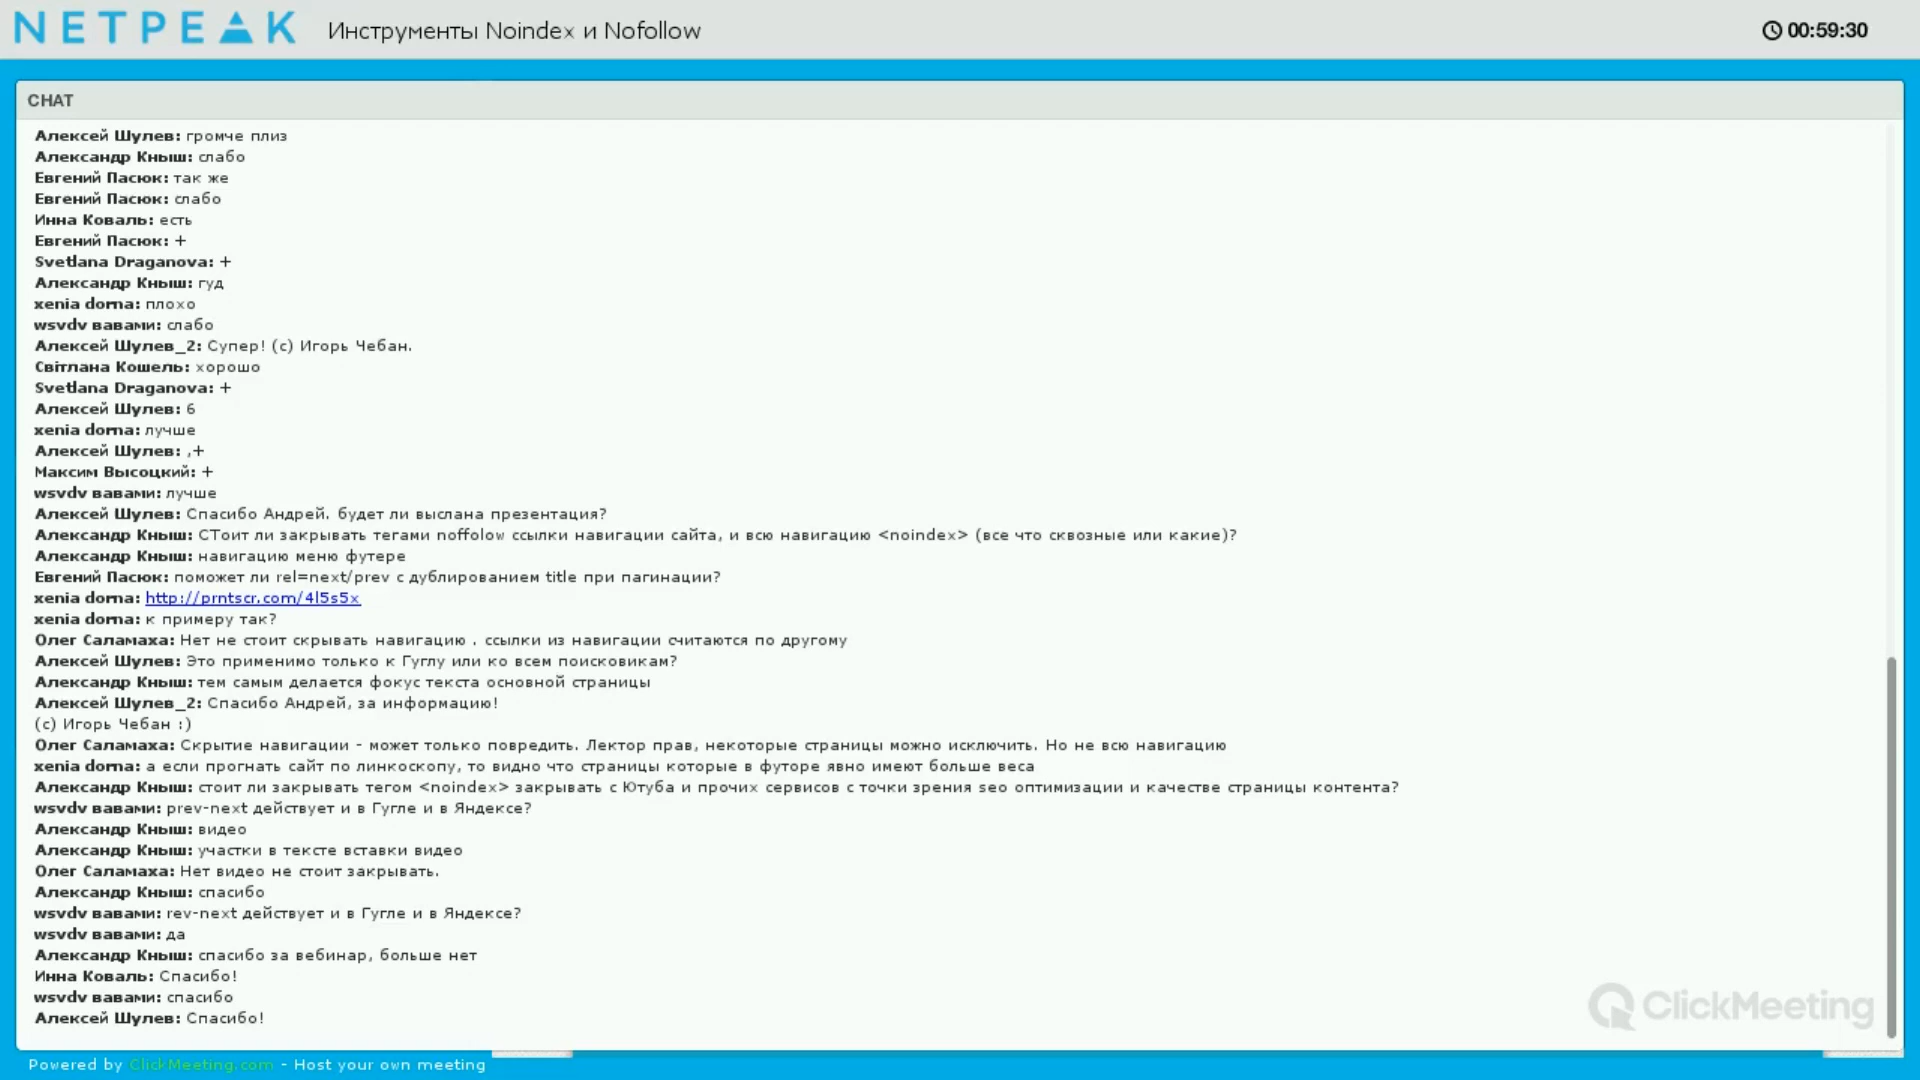 NETPEAK
Инструменты Noindex и Nofollow
00:59:30
CHAT
Алексей Шулев: громче плиз
Александр Кныш: слабо
Евгений Пасюк: так же
Евгений Пасюк: слабо
Инна Коваль: есть
Евгений Пасюк: +
Svetlana Draganova: +
Александр Кныш: гуд
xenia dorna: плохо
wsvdv вавами: слабо
Алексей Шулев_2: Супер! (с) Игорь Чебан.
Світлана Кошель: хорошо
Svetlana Draganova: +
Алексей Шулев: 6
xenia dorna: лучше
Алексей Шулев: ,+
Максим Высоцкий: +
wsvdv вавами: лучше
Алексей Шулев: Спасибо Андрей. будет ли выслана презентация?
Александр Кныш: СТоит ли закрывать тегами noffolow ссылки навигации сайта, и всю навигацию <noindex> (все что сквозные или какие)?
Александр Кныш: навигацию меню футере
Евгений Пасюк: поможет ли rel=next/prev с дублированием title при пагинации?
xenia dorna: http://prntscr.com/4l5s5x
xenia dorna: к примеру так?
Олег Саламаха: Нет не стоит скрывать навигацию . ссылки из навигации считаются по другому
Алексей Шулев: Это применимо только к Гуглу или ко всем поисковикам?
Александр Кныш: тем самым делается фокус текста основной страницы
Алексей Шулев_2: Спасибо Андрей, за информацию!
(с) Игорь Чебан :)
Олег Саламаха: Скрытие навигации - может только повредить. Лектор прав, некоторые страницы можно исключить. Но не всю навигацию
xenia dorna: а если прогнать сайт по линкоскопу, то видно что страницы которые в футоре явно имеют больше веса
Александр Кныш: стоит ли закрывать тегом <noindex> закрывать с Ютуба и прочих сервисов с точки зрения seo оптимизации и качестве страницы контента?
wsvdv вавами: prev-next действует и в Гугле и в Яндексе?
Александр Кныш: видео
Александр Кныш: участки в тексте вставки видео
Олег Саламаха: Нет видео не стоит закрывать.
Александр Кныш: спасибо
wsvdv вавами: rev-next действует и в Гугле и в Яндексе?
wsvdv вавами: да
Александр Кныш: спасибо за вебинар, больше нет
Инна Коваль: Спасибо!
wsvdv вавами: спасибо
Алексей Шулев: Спасибо!
ClickMeeting
Powered by ClickMeeting.com - Host your own meeting